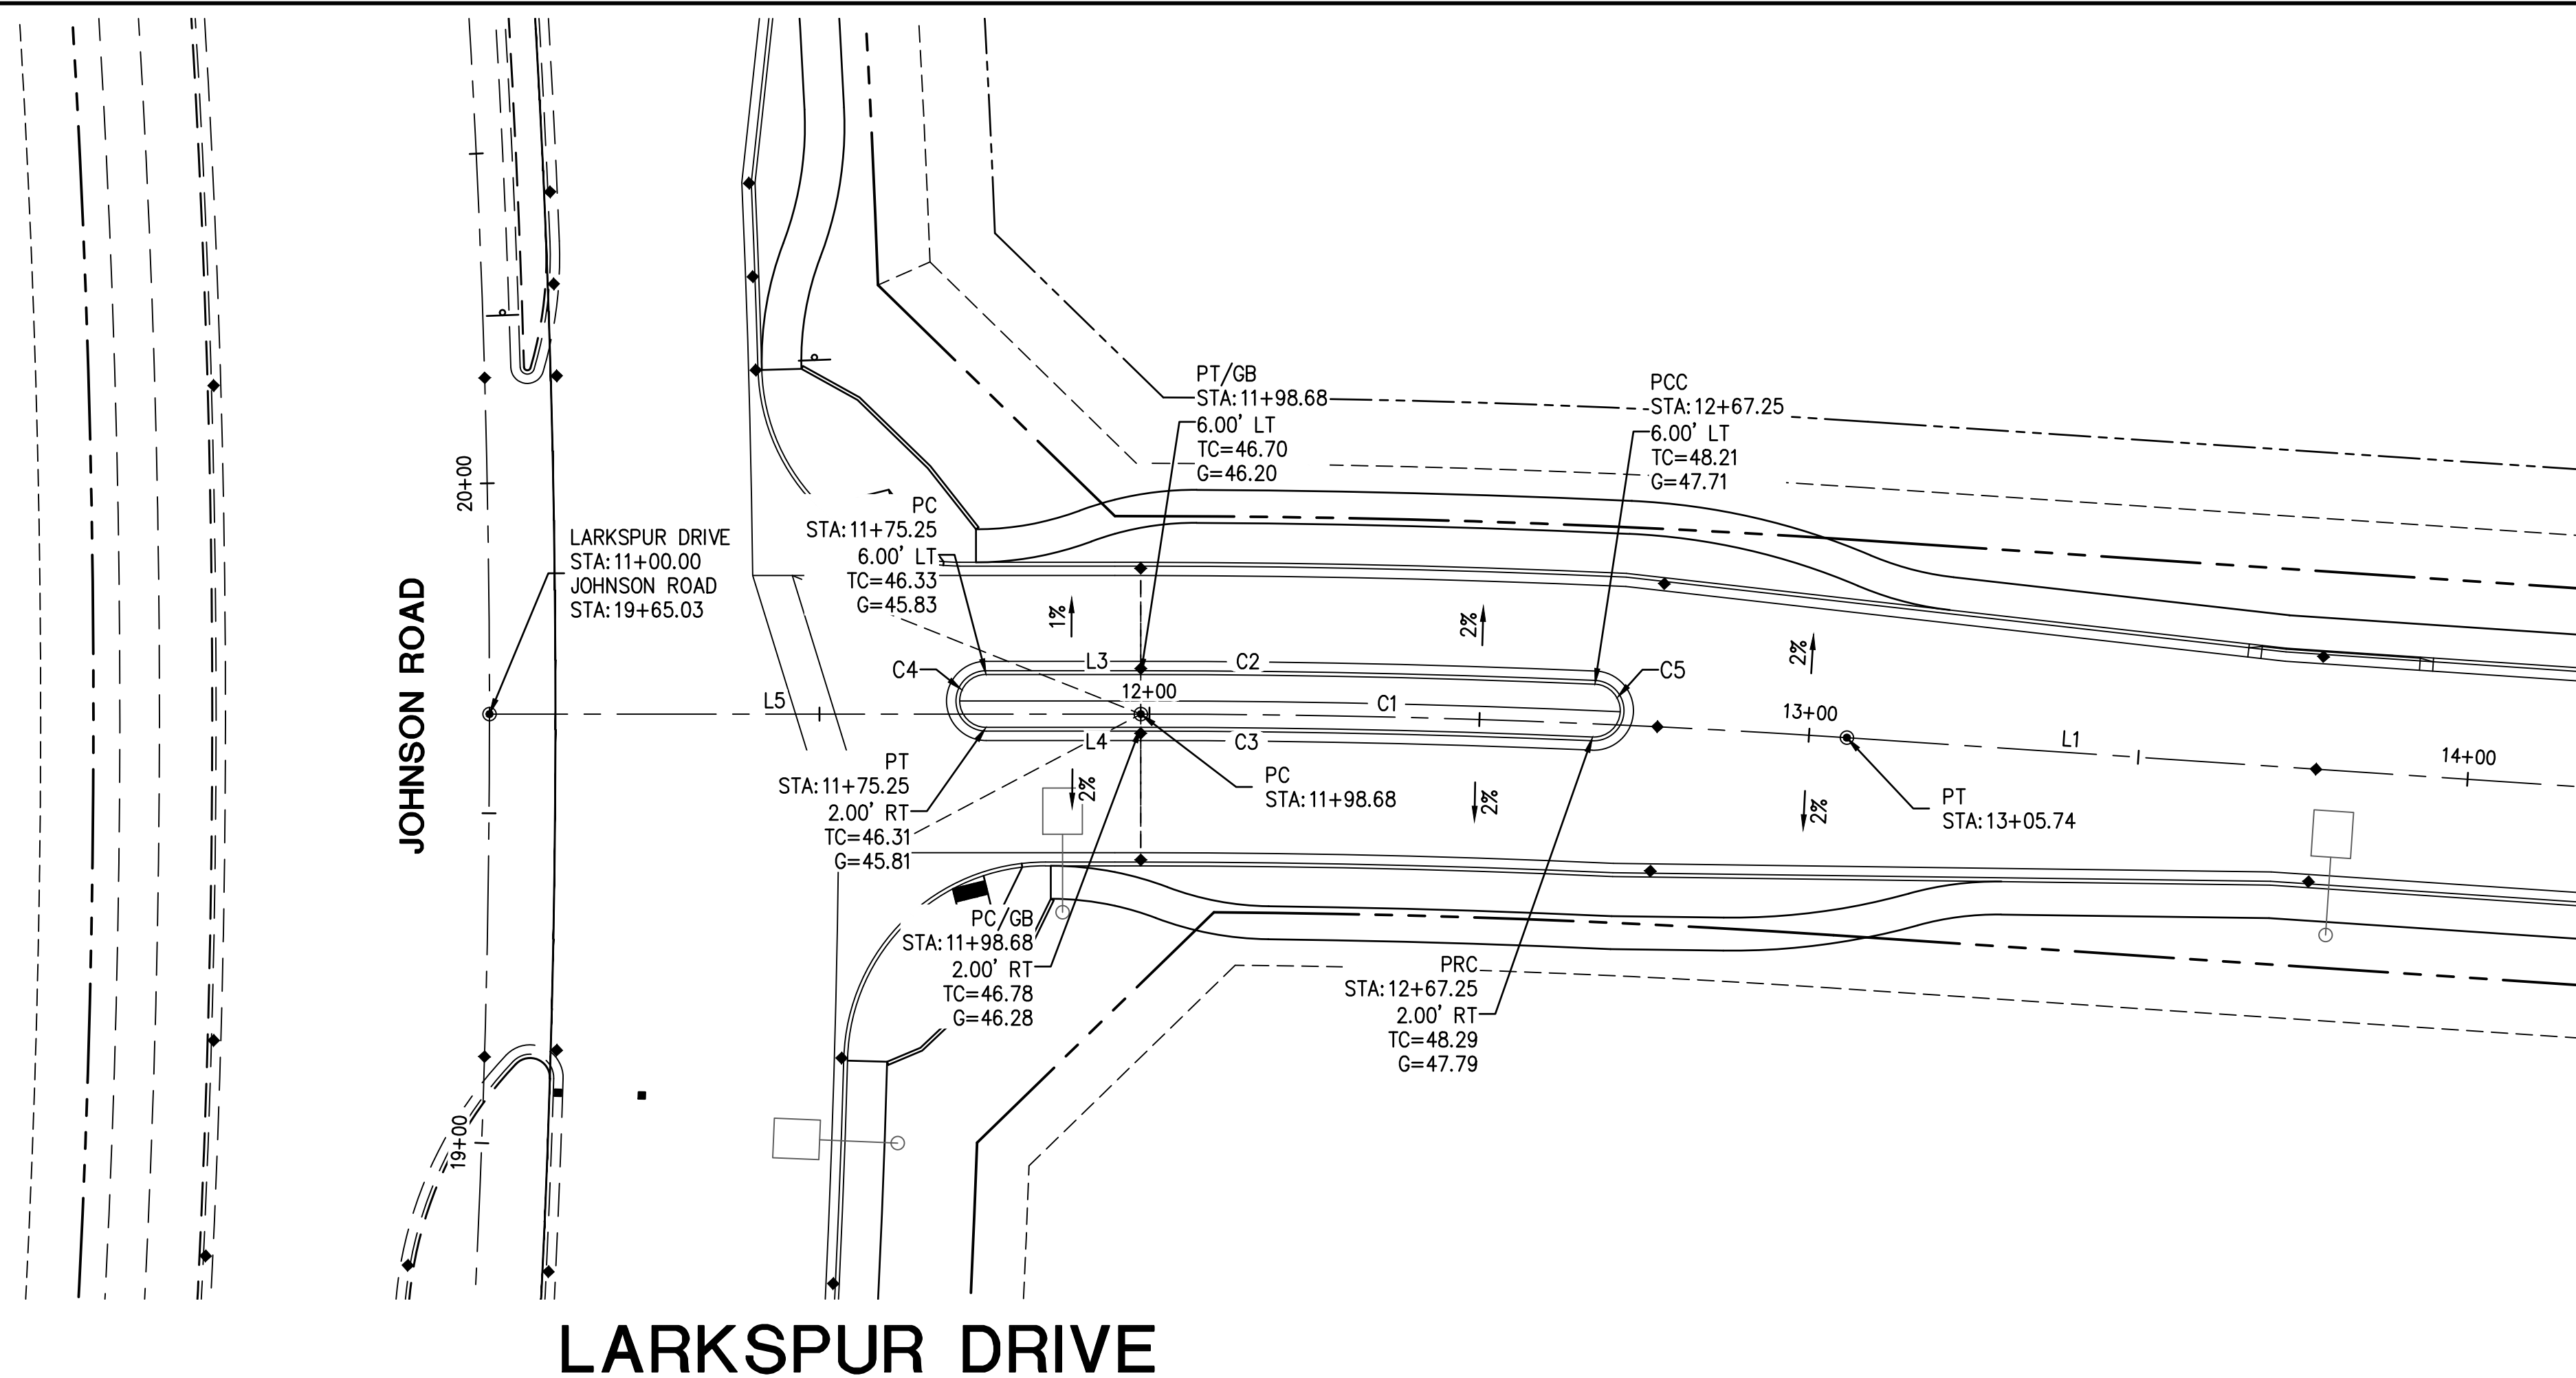 PT/GB
STA:11+98.68
6.00' LT
TC=46.70
G=46.20
PCC
STA:12+67.25
6.00' LT
TC=48.21
G=47.71
20+00
PC
STA:11+75.25
6.00' LT
TC=46.33
G=45.83
LARKSPUR DRIVE
STA:11+00.00
JOHNSON ROAD
STA:19+65.03
JOHNSON ROAD
1%
2%
2%
C4
L3
C2
C5
L5
12+00
C1
13+00
L1
14+00
L4
C3
PT
STA:11+75.25
2.00' RT
TC=46.31
G=45.81
2%
PC
STA:11+98.68
2%
2%
PT
STA:13+05.74
PC/GB
STA:11+98.68
2.00' RT
TC=46.78
G=46.28
PRC
STA:12+67.25
2.00' RT
TC=48.29
G=47.79
19+00
LARKSPUR DRIVE